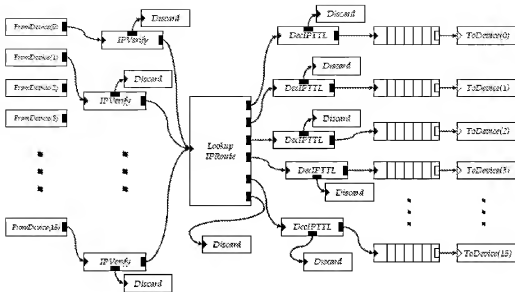 FromDevice(0)
IPVerify
Discard
FromDevice(1)
IPVerify
Discard
FromDevice(2)
FromDevice(3)
FromDevice(15)
IPVerify
Discard
Lookup
IPRoute
Discard
DecIPTTL
Discard
ToDevice(0)
DecIPTTL
Discard
ToDevice(1)
DecIPTTL
Discard
ToDevice(2)
DecIPTTL
Discard
ToDevice(3)
DecIPTTL
Discard
ToDevice(15)